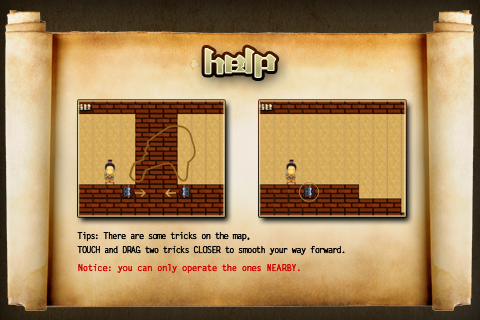 help
Tips: There are some tricks on the map,
TOUCH and DRAG two tricks CLOSER to smooth your way forward.
Notice: you can only operate the ones NEARBY.